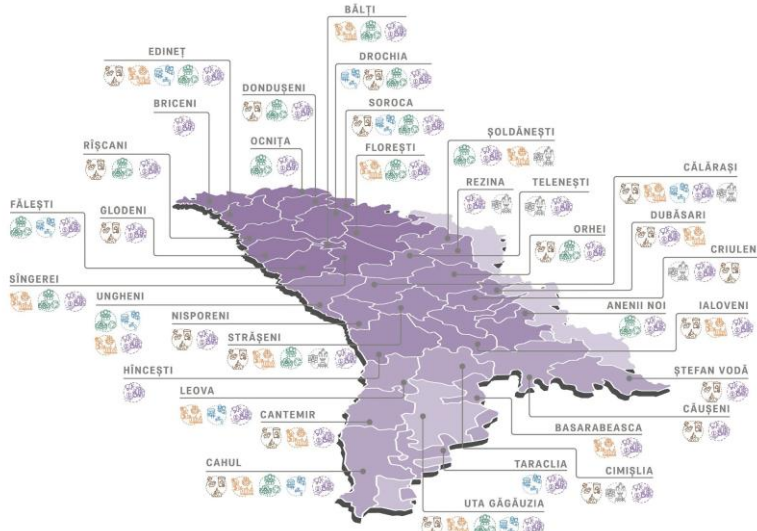 BĂLȚI
EDINEȚ
DROCHIA
DONDUȘENI
BRICENI
SOROCA
ȘOLDĂNEȘTI
OCNIȚA
RÎȘCANI
FLOREȘTI
CĂLĂRAȘI
REZINA
TELENEȘTI
FĂLEȘTI
GLODENI
DUBĂSARI
ORHEI
CRIULEN
SÎNGEREI
UNGHENI
ANENII NOI
IALOVENI
NISPORENI
STRĂȘENI
HÎNCEȘTI
ȘTEFAN VODĂ
LEOVA
CĂUȘENI
CANTEMIR
BASARABEASCA
CAHUL
TARACLIA
CIMIȘLIA
UTA GĂGĂUZIA